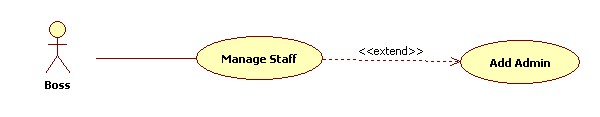 <<extend>>
Manage Staff
Add Admin
Boss